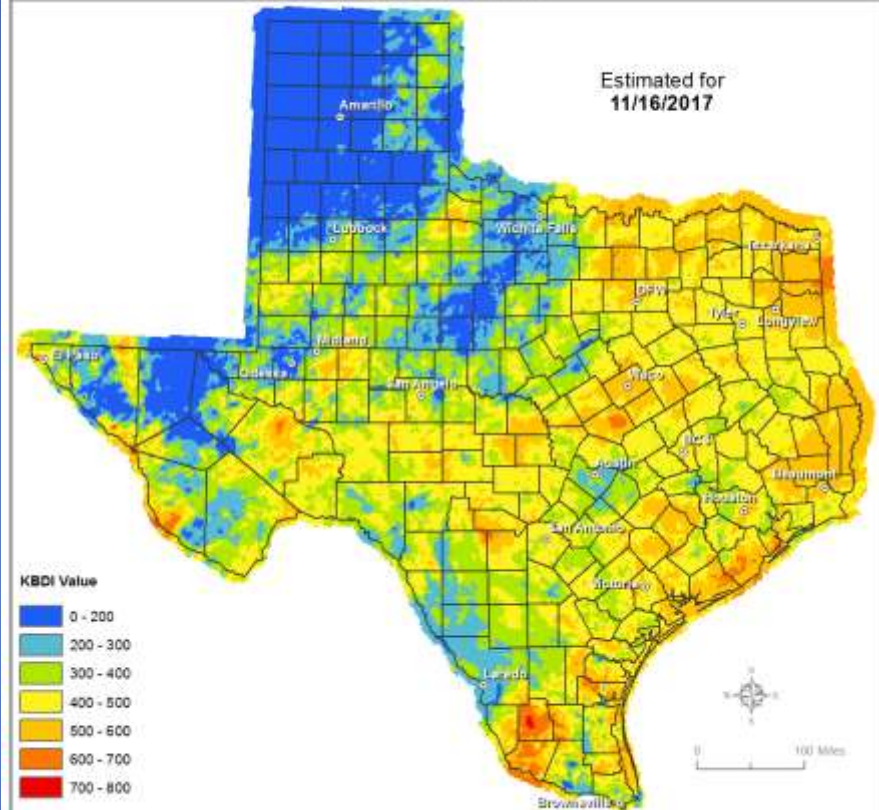 Estimated for
11/16/2017
Amarillo
Lubbock
Wichita Falls
Texarkana
DFW
Tyler
Longview
Midland
El Paso
Odessa
San Angelo
Waco
BCS
Austin
Beaumont
Houston
San Antonio
Victoria
Laredo
Brownsville
KBDI Value
0 - 200
200 - 300
300 - 400
400 - 500
500 - 600
600 - 700
700 - 800
0 100 Miles